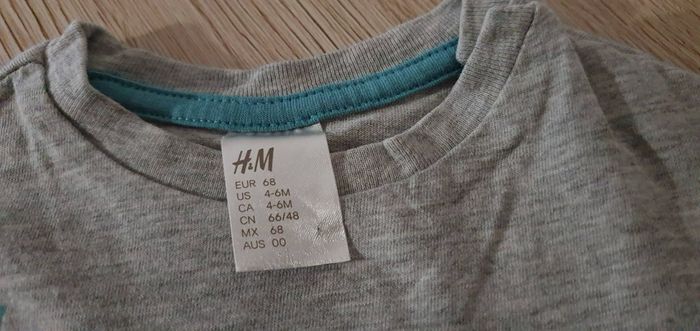 H&M
EUR 68
US 4-6M
CA 4-6M
CN 66/48
MX 68
AUS 00